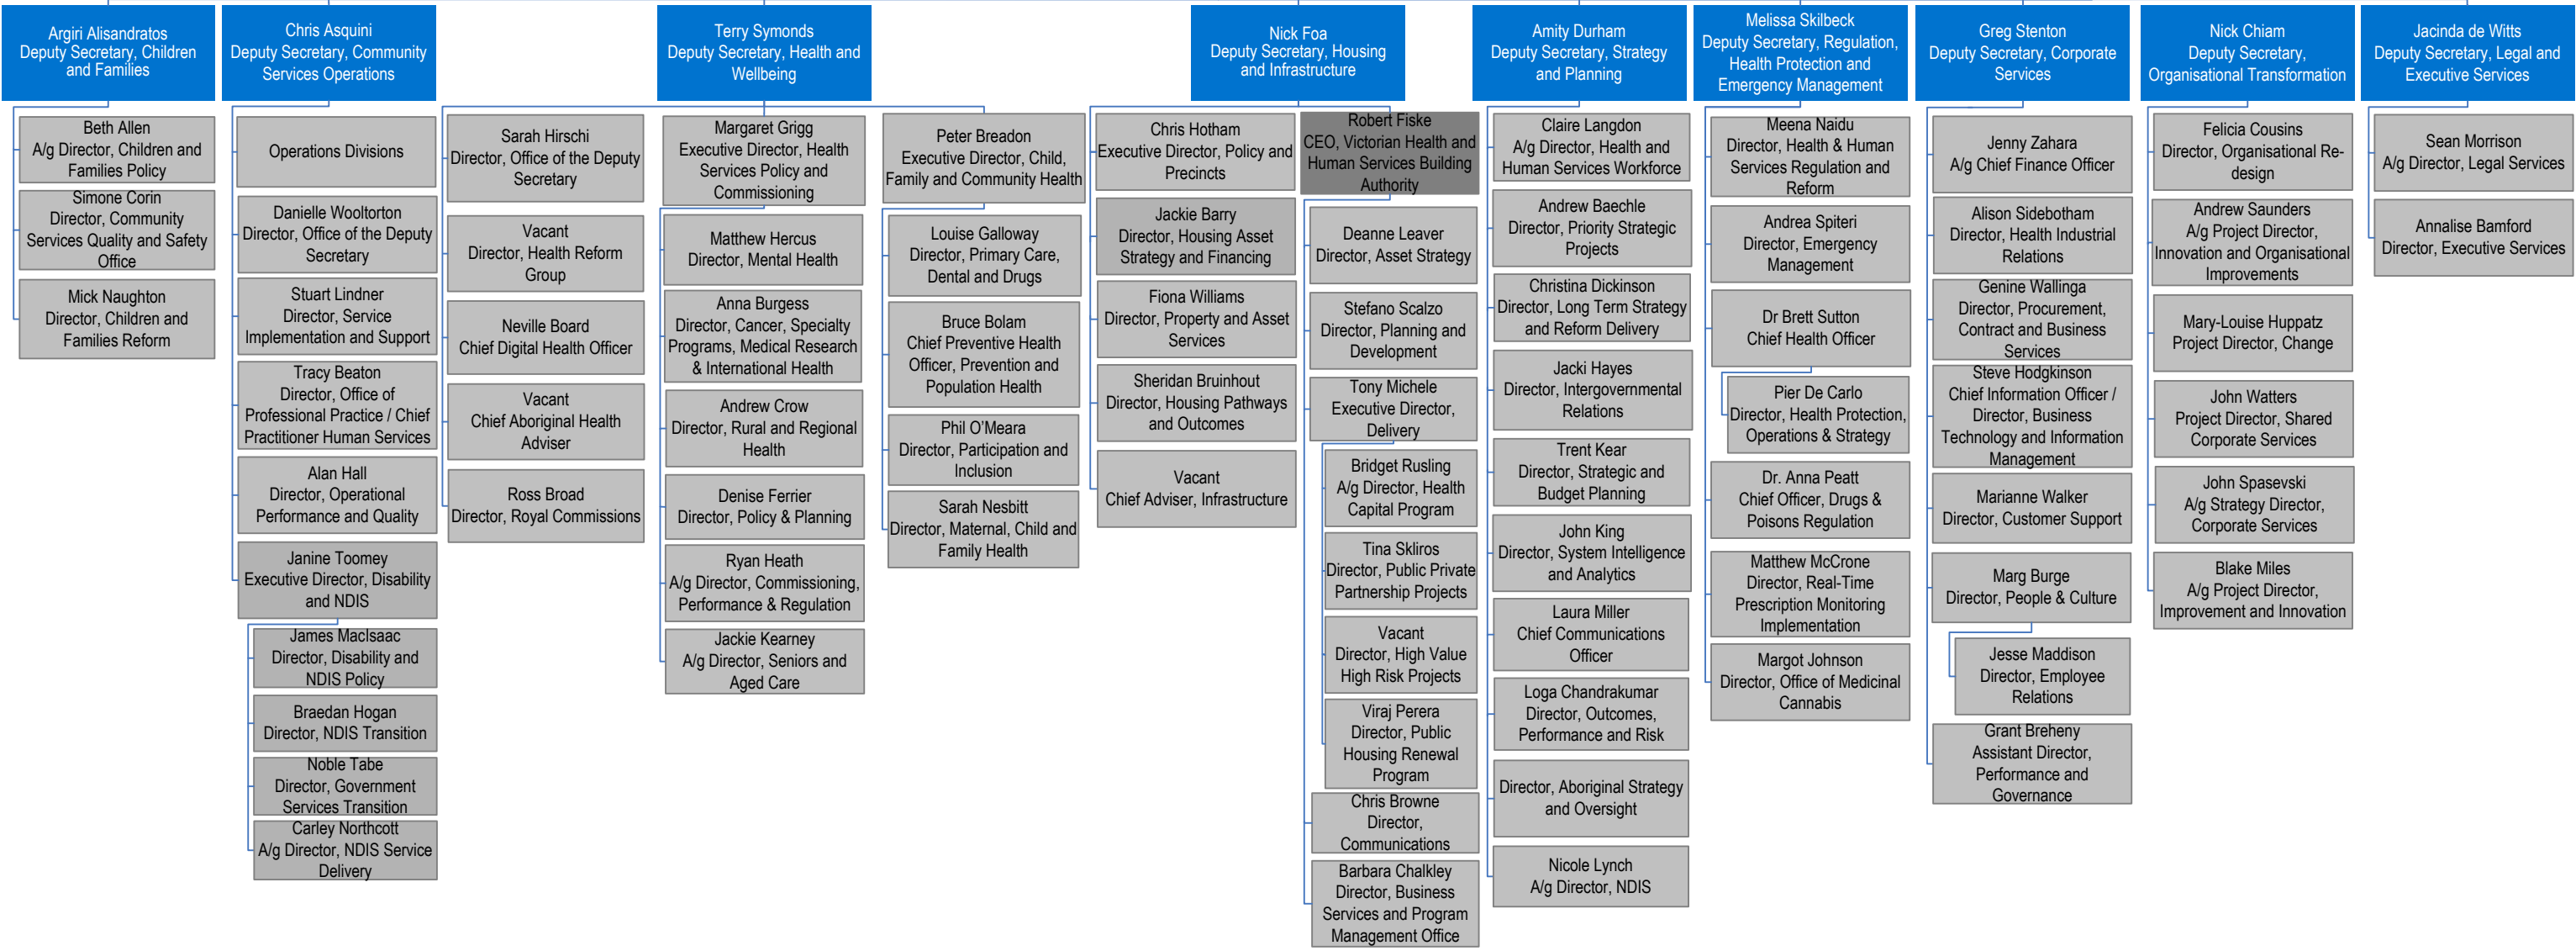 Argiri Alisandratos
Deputy Secretary, Children
and Families
Beth Allen
A/g Director, Children and
Families Policy
Simone Corin
Director, Community
Services Quality and Safety
Office
Mick Naughton
Director, Children and
Families Reform
Chris Asquini
Deputy Secretary, Community
Services Operations
Operations Divisions
Danielle Wooltorton
Director, Office of the Deputy
Secretary
Stuart Lindner
Director, Service
Implementation and Support
Tracy Beaton
Director, Office of
Professional Practice / Chief
Practitioner Human Services
Alan Hall
Director, Operational
Performance and Quality
Janine Toomey
Executive Director, Disability
and NDIS
James MacIsaac
Director, Disability and
NDIS Policy
Braedan Hogan
Director, NDIS Transition
Noble Tabe
Director, Government
Services Transition
Carley Northcott
A/g Director, NDIS Service
Delivery
Terry Symonds
Deputy Secretary, Health and
Wellbeing
Sarah Hirschi
Director, Office of the Deputy
Secretary
Vacant
Director, Health Reform
Group
Neville Board
Chief Digital Health Officer
Vacant
Chief Aboriginal Health
Adviser
Ross Broad
Director, Royal Commissions
Margaret Grigg
Executive Director, Health
Services Policy and
Commissioning
Matthew Hercus
Director, Mental Health
Anna Burgess
Director, Cancer, Specialty
Programs, Medical Research
& International Health
Andrew Crow
Director, Rural and Regional
Health
Denise Ferrier
Director, Policy & Planning
Ryan Heath
A/g Director, Commissioning,
Performance & Regulation
Jackie Kearney
A/g Director, Seniors and
Aged Care
Peter Breadon
Executive Director, Child,
Family and Community Health
Louise Galloway
Director, Primary Care,
Dental and Drugs
Bruce Bolam
Chief Preventive Health
Officer, Prevention and
Population Health
Phil O'Meara
Director, Participation and
Inclusion
Sarah Nesbitt
Director, Maternal, Child and
Family Health
Nick Foa
Deputy Secretary, Housing
and Infrastructure
Chris Hotham
Executive Director, Policy and
Precincts
Jackie Barry
Director, Housing Asset
Strategy and Financing
Fiona Williams
Director, Property and Asset
Services
Sheridan Bruinhout
Director, Housing Pathways
and Outcomes
Vacant
Chief Adviser, Infrastructure
Robert Fiske
CEO, Victorian Health and
Human Services Building
Authority
Deanne Leaver
Director, Asset Strategy
Stefano Scalzo
Director, Planning and
Development
Tony Michele
Executive Director,
Delivery
Bridget Rusling
A/g Director, Health
Capital Program
Tina Skliros
Director, Public Private
Partnership Projects
Vacant
Director, High Value
High Risk Projects
Viraj Perera
Director, Public
Housing Renewal
Program
Chris Browne
Director,
Communications
Barbara Chalkley
Director, Business
Services and Program
Management Office
Amity Durham
Deputy Secretary, Strategy
and Planning
Claire Langdon
A/g Director, Health and
Human Services Workforce
Andrew Baechle
Director, Priority Strategic
Projects
Christina Dickinson
Director, Long Term Strategy
and Reform Delivery
Jacki Hayes
Director, Intergovernmental
Relations
Trent Kear
Director, Strategic and
Budget Planning
John King
Director, System Intelligence
and Analytics
Laura Miller
Chief Communications
Officer
Loga Chandrakumar
Director, Outcomes,
Performance and Risk
Director, Aboriginal Strategy
and Oversight
Nicole Lynch
A/g Director, NDIS
Melissa Skilbeck
Deputy Secretary, Regulation,
Health Protection and
Emergency Management
Meena Naidu
Director, Health & Human
Services Regulation and
Reform
Andrea Spiteri
Director, Emergency
Management
Dr Brett Sutton
Chief Health Officer
Pier De Carlo
Director, Health Protection,
Operations & Strategy
Dr. Anna Peatt
Chief Officer, Drugs &
Poisons Regulation
Matthew McCrone
Director, Real-Time
Prescription Monitoring
Implementation
Margot Johnson
Director, Office of Medicinal
Cannabis
Greg Stenton
Deputy Secretary, Corporate
Services
Jenny Zahara
A/g Chief Finance Officer
Alison Sidebotham
Director, Health Industrial
Relations
Genine Wallinga
Director, Procurement,
Contract and Business
Services
Steve Hodgkinson
Chief Information Officer /
Director, Business
Technology and Information
Management
Marianne Walker
Director, Customer Support
Marg Burge
Director, People & Culture
Jesse Maddison
Director, Employee
Relations
Grant Breheny
Assistant Director,
Performance and
Governance
Nick Chiam
Deputy Secretary,
Organisational Transformation
Felicia Cousins
Director, Organisational Re-
design
Andrew Saunders
A/g Project Director,
Innovation and Organisational
Improvements
Mary-Louise Huppatz
Project Director, Change
John Watters
Project Director, Shared
Corporate Services
John Spasevski
A/g Strategy Director,
Corporate Services
Blake Miles
A/g Project Director,
Improvement and Innovation
Jacinda de Witts
Deputy Secretary, Legal and
Executive Services
Sean Morrison
A/g Director, Legal Services
Annalise Bamford
Director, Executive Services